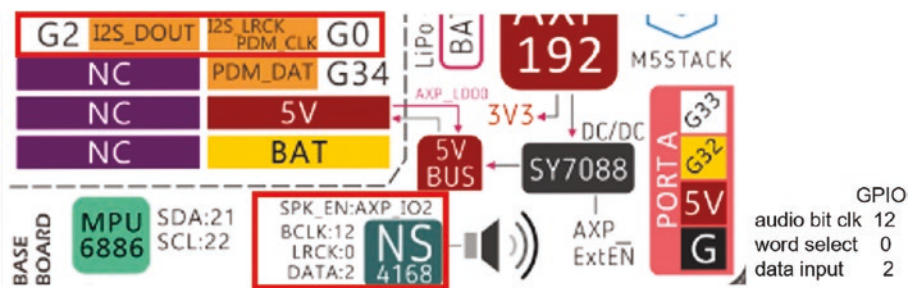 G2 I2S_DOUT I2S_LRCK PDM_CLK G0
NC PDM_DAT G34
NC 5V
NC BAT
LiPo
BAT
AXP
192
M5STACK
AXP_LDO0
3V3
DC/DC
5V
BUS
SY7088
AXP
ExtEN
PORT A
G33
G32
5V
G
BASE
BOARD
MPU
6886
SDA:21
SCL:22
SPK_EN:AXP_IO2
BCLK:12
LRCK:0
DATA:2
NS
4168
GPIO
audio bit clk 12
word select 0
data input 2